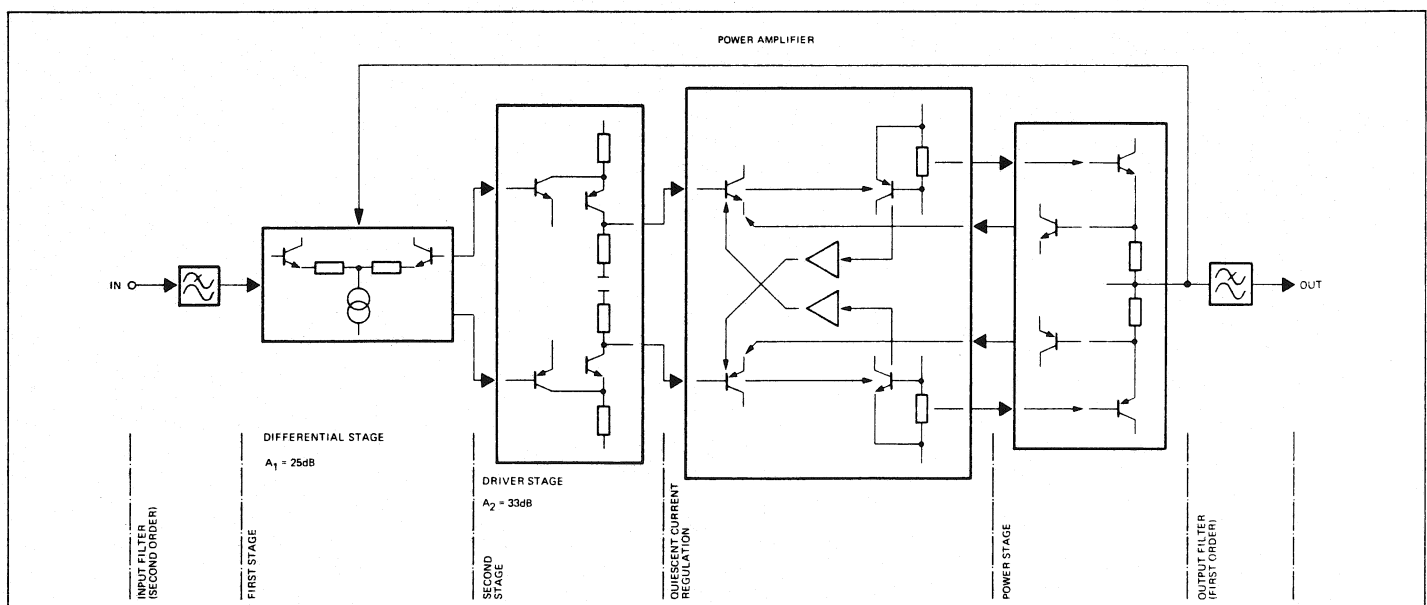 POWER AMPLIFIER
IN
OUT
DIFFERENTIAL STAGE
A1 = 25dB
DRIVER STAGE
A2 = 33dB
INPUT FILTER
(SECOND ORDER)
FIRST STAGE
SECOND
STAGE
QUIESCENT CURRENT
REGULATION
POWER STAGE
OUTPUT FILTER
(FIRST ORDER)